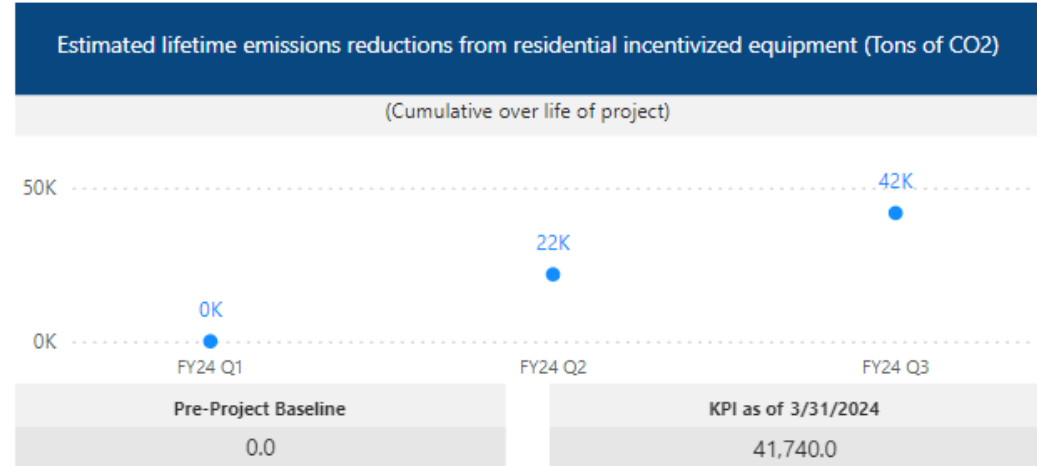 Estimated lifetime emissions reductions from residential incentivized equipment (Tons of CO2)
(Cumulative over life of project)
50K
42K
22K
0K
0K
FY24 Q1 FY24 Q2 FY24 Q3
Pre-Project Baseline KPI as of 3/31/2024
0.0 41,740.0